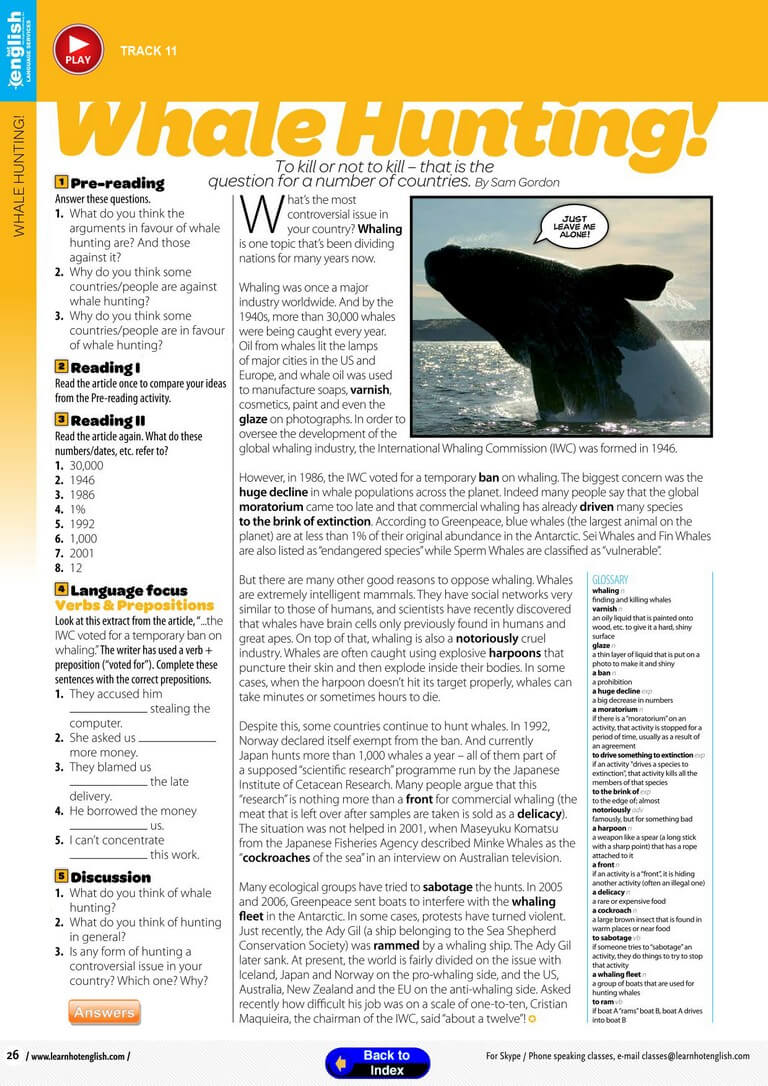 hot english
LANGUAGE SERVICES
PLAY
TRACK 11
WHALE HUNTING!
Whale Hunting!
To kill or not to kill – that is the
question for a number of countries. By Sam Gordon
1 Pre-reading
Answer these questions.
1. What do you think the
arguments in favour of whale
hunting are? And those
against it?
2. Why do you think some
countries/people are against
whale hunting?
3. Why do you think some
countries/people are in favour
of whale hunting?
2 Reading I
Read the article once to compare your ideas
from the Pre-reading activity.
3 Reading II
Read the article again. What do these
numbers/dates, etc. refer to?
1. 30,000
2. 1946
3. 1986
4. 1%
5. 1992
6. 1,000
7. 2001
8. 12
4 Language focus
Verbs & Prepositions
Look at this extract from the article, "...the
IWC voted for a temporary ban on
whaling." The writer has used a verb +
preposition ("voted for"). Complete these
sentences with the correct prepositions.
1. They accused him
____________ stealing the
computer.
2. She asked us ____________
more money.
3. They blamed us
____________ the late
delivery.
4. He borrowed the money
____________ us.
5. I can't concentrate
____________ this work.
5 Discussion
1. What do you think of whale
hunting?
2. What do you think of hunting
in general?
3. Is any form of hunting a
controversial issue in your
country? Which one? Why?
Answers
What's the most
controversial issue in
your country? Whaling
is one topic that's been dividing
nations for many years now.
Whaling was once a major
industry worldwide. And by the
1940s, more than 30,000 whales
were being caught every year.
Oil from whales lit the lamps
of major cities in the US and
Europe, and whale oil was used
to manufacture soaps, varnish,
cosmetics, paint and even the
glaze on photographs. In order to
oversee the development of the
global whaling industry, the International Whaling Commission (IWC) was formed in 1946.
JUST
LEAVE ME
ALONE!
However, in 1986, the IWC voted for a temporary ban on whaling. The biggest concern was the
huge decline in whale populations across the planet. Indeed many people say that the global
moratorium came too late and that commercial whaling has already driven many species
to the brink of extinction. According to Greenpeace, blue whales (the largest animal on the
planet) are at less than 1% of their original abundance in the Antarctic. Sei Whales and Fin Whales
are also listed as "endangered species" while Sperm Whales are classified as "vulnerable".
But there are many other good reasons to oppose whaling. Whales
are extremely intelligent mammals. They have social networks very
similar to those of humans, and scientists have recently discovered
that whales have brain cells only previously found in humans and
great apes. On top of that, whaling is also a notoriously cruel
industry. Whales are often caught using explosive harpoons that
puncture their skin and then explode inside their bodies. In some
cases, when the harpoon doesn't hit its target properly, whales can
take minutes or sometimes hours to die.
Despite this, some countries continue to hunt whales. In 1992,
Norway declared itself exempt from the ban. And currently
Japan hunts more than 1,000 whales a year – all of them part of
a supposed "scientific research" programme run by the Japanese
Institute of Cetacean Research. Many people argue that this
"research" is nothing more than a front for commercial whaling (the
meat that is left over after samples are taken is sold as a delicacy).
The situation was not helped in 2001, when Maseyuku Komatsu
from the Japanese Fisheries Agency described Minke Whales as the
"cockroaches of the sea" in an interview on Australian television.
Many ecological groups have tried to sabotage the hunts. In 2005
and 2006, Greenpeace sent boats to interfere with the whaling
fleet in the Antarctic. In some cases, protests have turned violent.
Just recently, the Ady Gil (a ship belonging to the Sea Shepherd
Conservation Society) was rammed by a whaling ship. The Ady Gil
later sank. At present, the world is fairly divided on the issue with
Iceland, Japan and Norway on the pro-whaling side, and the US,
Australia, New Zealand and the EU on the anti-whaling side. Asked
recently how difficult his job was on a scale of one-to-ten, Cristian
Maquieira, the chairman of the IWC, said "about a twelve"!
GLOSSARY
whaling n
finding and killing whales
varnish n
an oily liquid that is painted onto
wood, etc. to give it a hard, shiny
surface
glaze n
a thin layer of liquid that is put on a
photo to make it and shiny
a ban n
a prohibition
a huge decline exp
a big decrease in numbers
a moratorium n
if there is a "moratorium" on an
activity, that activity is stopped for a
period of time, usually as a result of
an agreement
to drive something to extinction exp
if an activity "drives a species to
extinction", that activity kills all the
members of that species
to the brink of exp
to the edge of; almost
notoriously adv
famously, but for something bad
a harpoon n
a weapon like a spear (a long stick
with a sharp point) that has a rope
attached to it
a front n
if an activity is a "front", it is hiding
another activity (often an illegal one)
a delicacy n
a rare or expensive food
a cockroach n
a large brown insect that is found in
warm places or near food
to sabotage vb
if someone tries to "sabotage" an
activity, they do things to try to stop
that activity
a whaling fleet n
a group of boats that are used for
hunting whales
to ram vb
if boat A "rams" boat B, boat A drives
into boat B
26 / www.learnhotenglish.com /
Back to
Index
For Skype / Phone speaking classes, e-mail classes@learnhotenglish.com